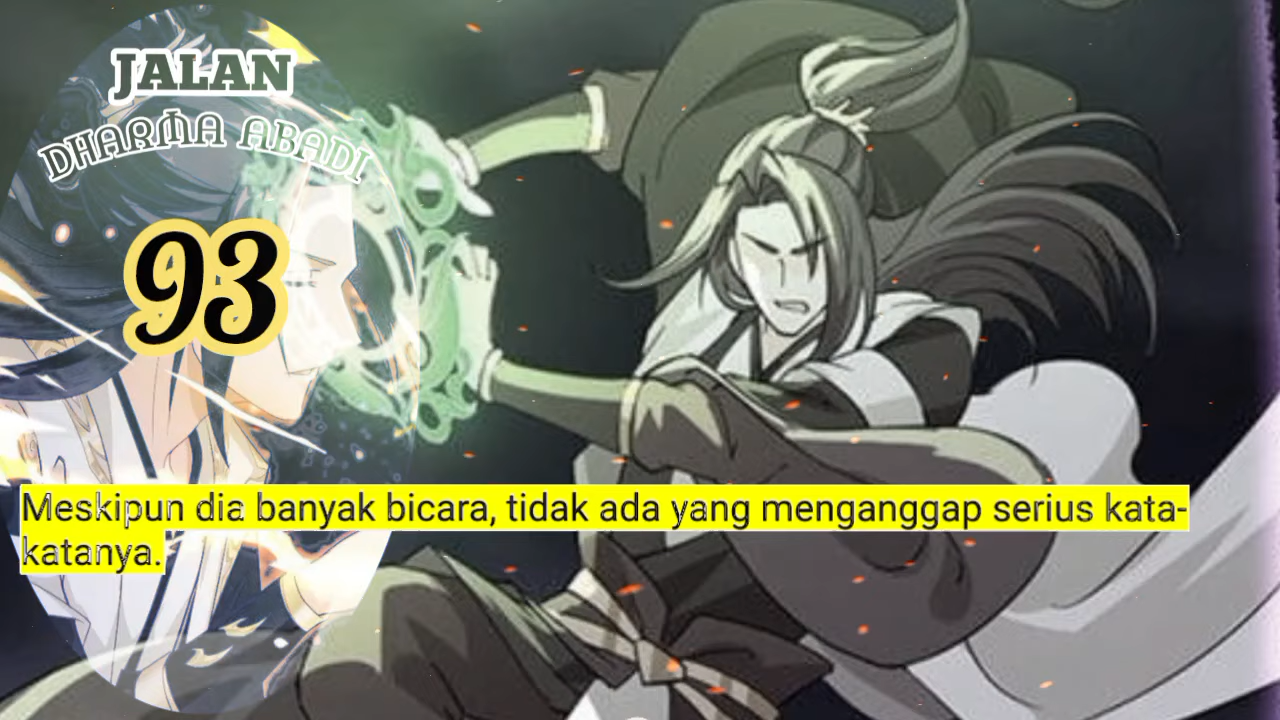 JALAN
DHARMA ABADI
93
Meskipun dia banyak bicara, tidak ada yang menganggap serius kata-
katanya.